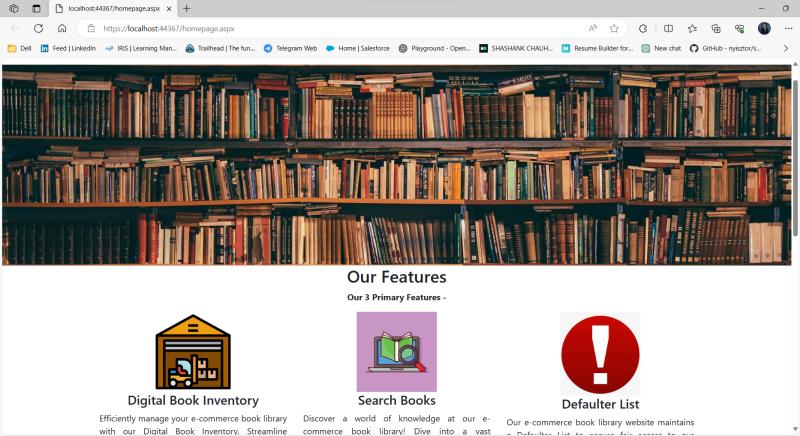 localhost:44367/homepage.aspx
https://localhost:44367/homepage.aspx
Dell
Feed | LinkedIn
IRIS | Learning Man...
Trailhead | The fun...
Telegram Web
Home | Salesforce
Playground - Open...
SHASHANK CHAUH...
Resume Builder for...
New chat
GitHub - nyisztor/s...
Our Features
Our 3 Primary Features -
Digital Book Inventory
Efficiently manage your e-commerce book library
with our Digital Book Inventory. Streamline
Search Books
Discover a world of knowledge at our e-
commerce book library! Dive into a vast
Defaulter List
Our e-commerce book library website maintains
a Defaulter List to ensure fair access to our